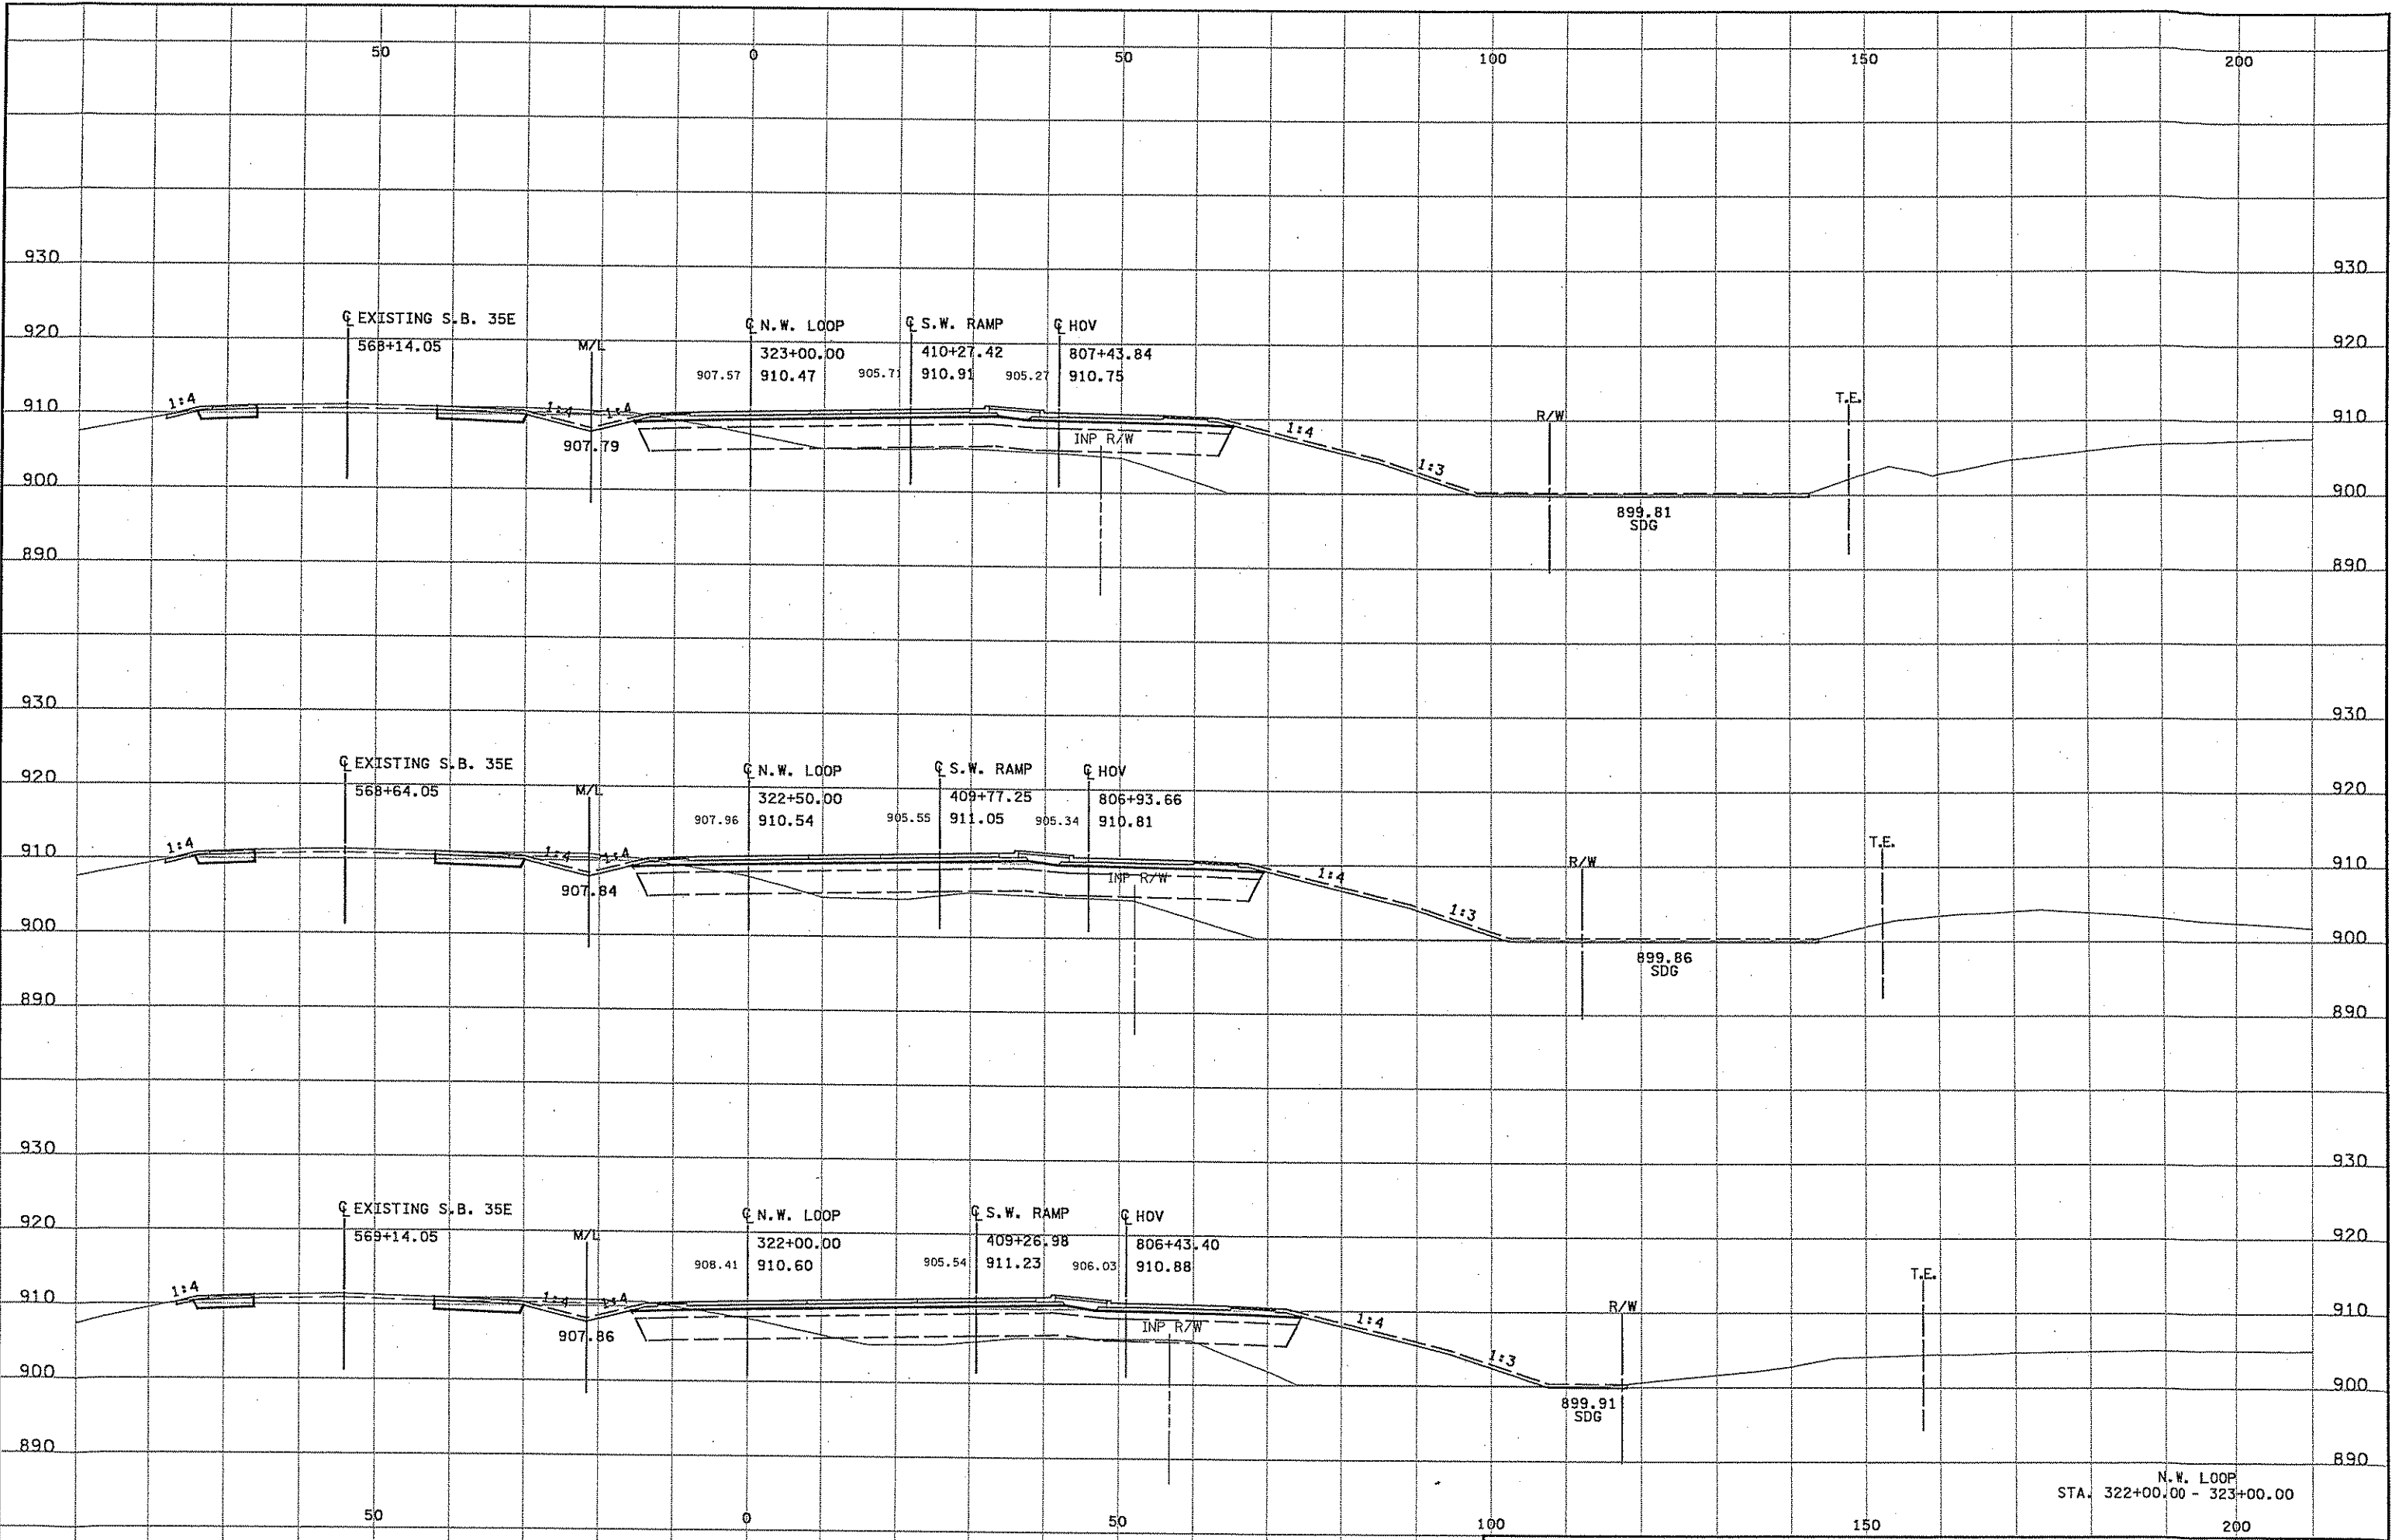 50 0 50 100 150 200
930 930
℄ EXISTING S.B. 35E
568+14.05
M/L
℄ N.W. LOOP
323+00.00
907.57 910.47
℄ S.W. RAMP
410+27.42
905.71 910.91
℄ HOV
807+43.84
905.27 910.75
920 920
T.E.
R/W
1:4 1:4 1:4
910 910
907.79
INP R/W
1:4
1:3
900 900
899.81
SDG
890 890
930 930
℄ EXISTING S.B. 35E
568+64.05
M/L
℄ N.W. LOOP
322+50.00
907.96 910.54
℄ S.W. RAMP
409+77.25
905.55 911.05
℄ HOV
806+93.66
905.34 910.81
920 920
T.E.
R/W
1:4 1:4 1:4
910 910
907.84
INP R/W
1:4
1:3
900 900
899.86
SDG
890 890
930 930
℄ EXISTING S.B. 35E
569+14.05
M/L
℄ N.W. LOOP
322+00.00
908.41 910.60
℄ S.W. RAMP
409+26.98
905.54 911.23
℄ HOV
806+43.40
906.03 910.88
920 920
T.E.
R/W
1:4 1:4 1:4
910 910
907.86
INP R/W
1:4
1:3
900 900
899.91
SDG
890 890
N.W. LOOP
STA. 322+00.00 - 323+00.00
50 0 50 100 150 200